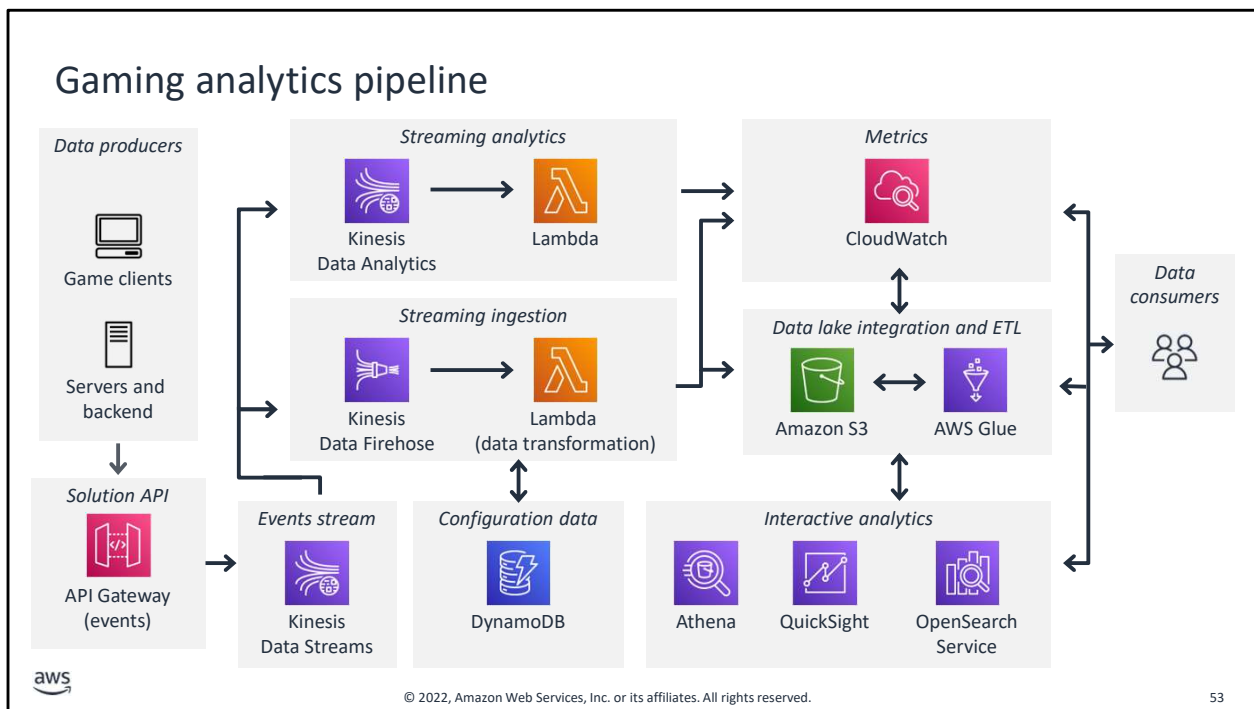 Gaming analytics pipeline
Data producers
Game clients
Servers and
backend
Solution API
API Gateway
(events)
Events stream
Kinesis
Data Streams
Streaming analytics
Kinesis
Data Analytics
Lambda
Streaming ingestion
Kinesis
Data Firehose
Lambda
(data transformation)
Configuration data
DynamoDB
Metrics
CloudWatch
Data lake integration and ETL
Amazon S3
AWS Glue
Interactive analytics
Athena
QuickSight
OpenSearch
Service
Data
consumers
aws
© 2022, Amazon Web Services, Inc. or its affiliates. All rights reserved.
53